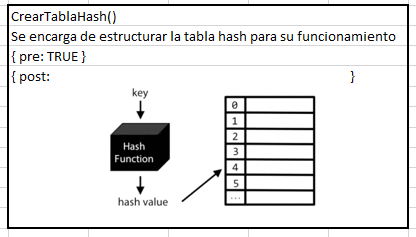 CrearTablaHash()
Se encarga de estructurar la tabla hash para su funcionamiento
{ pre: TRUE }
{ post: }
key
Hash
Function
hash value
0
1
2
3
4
5
...